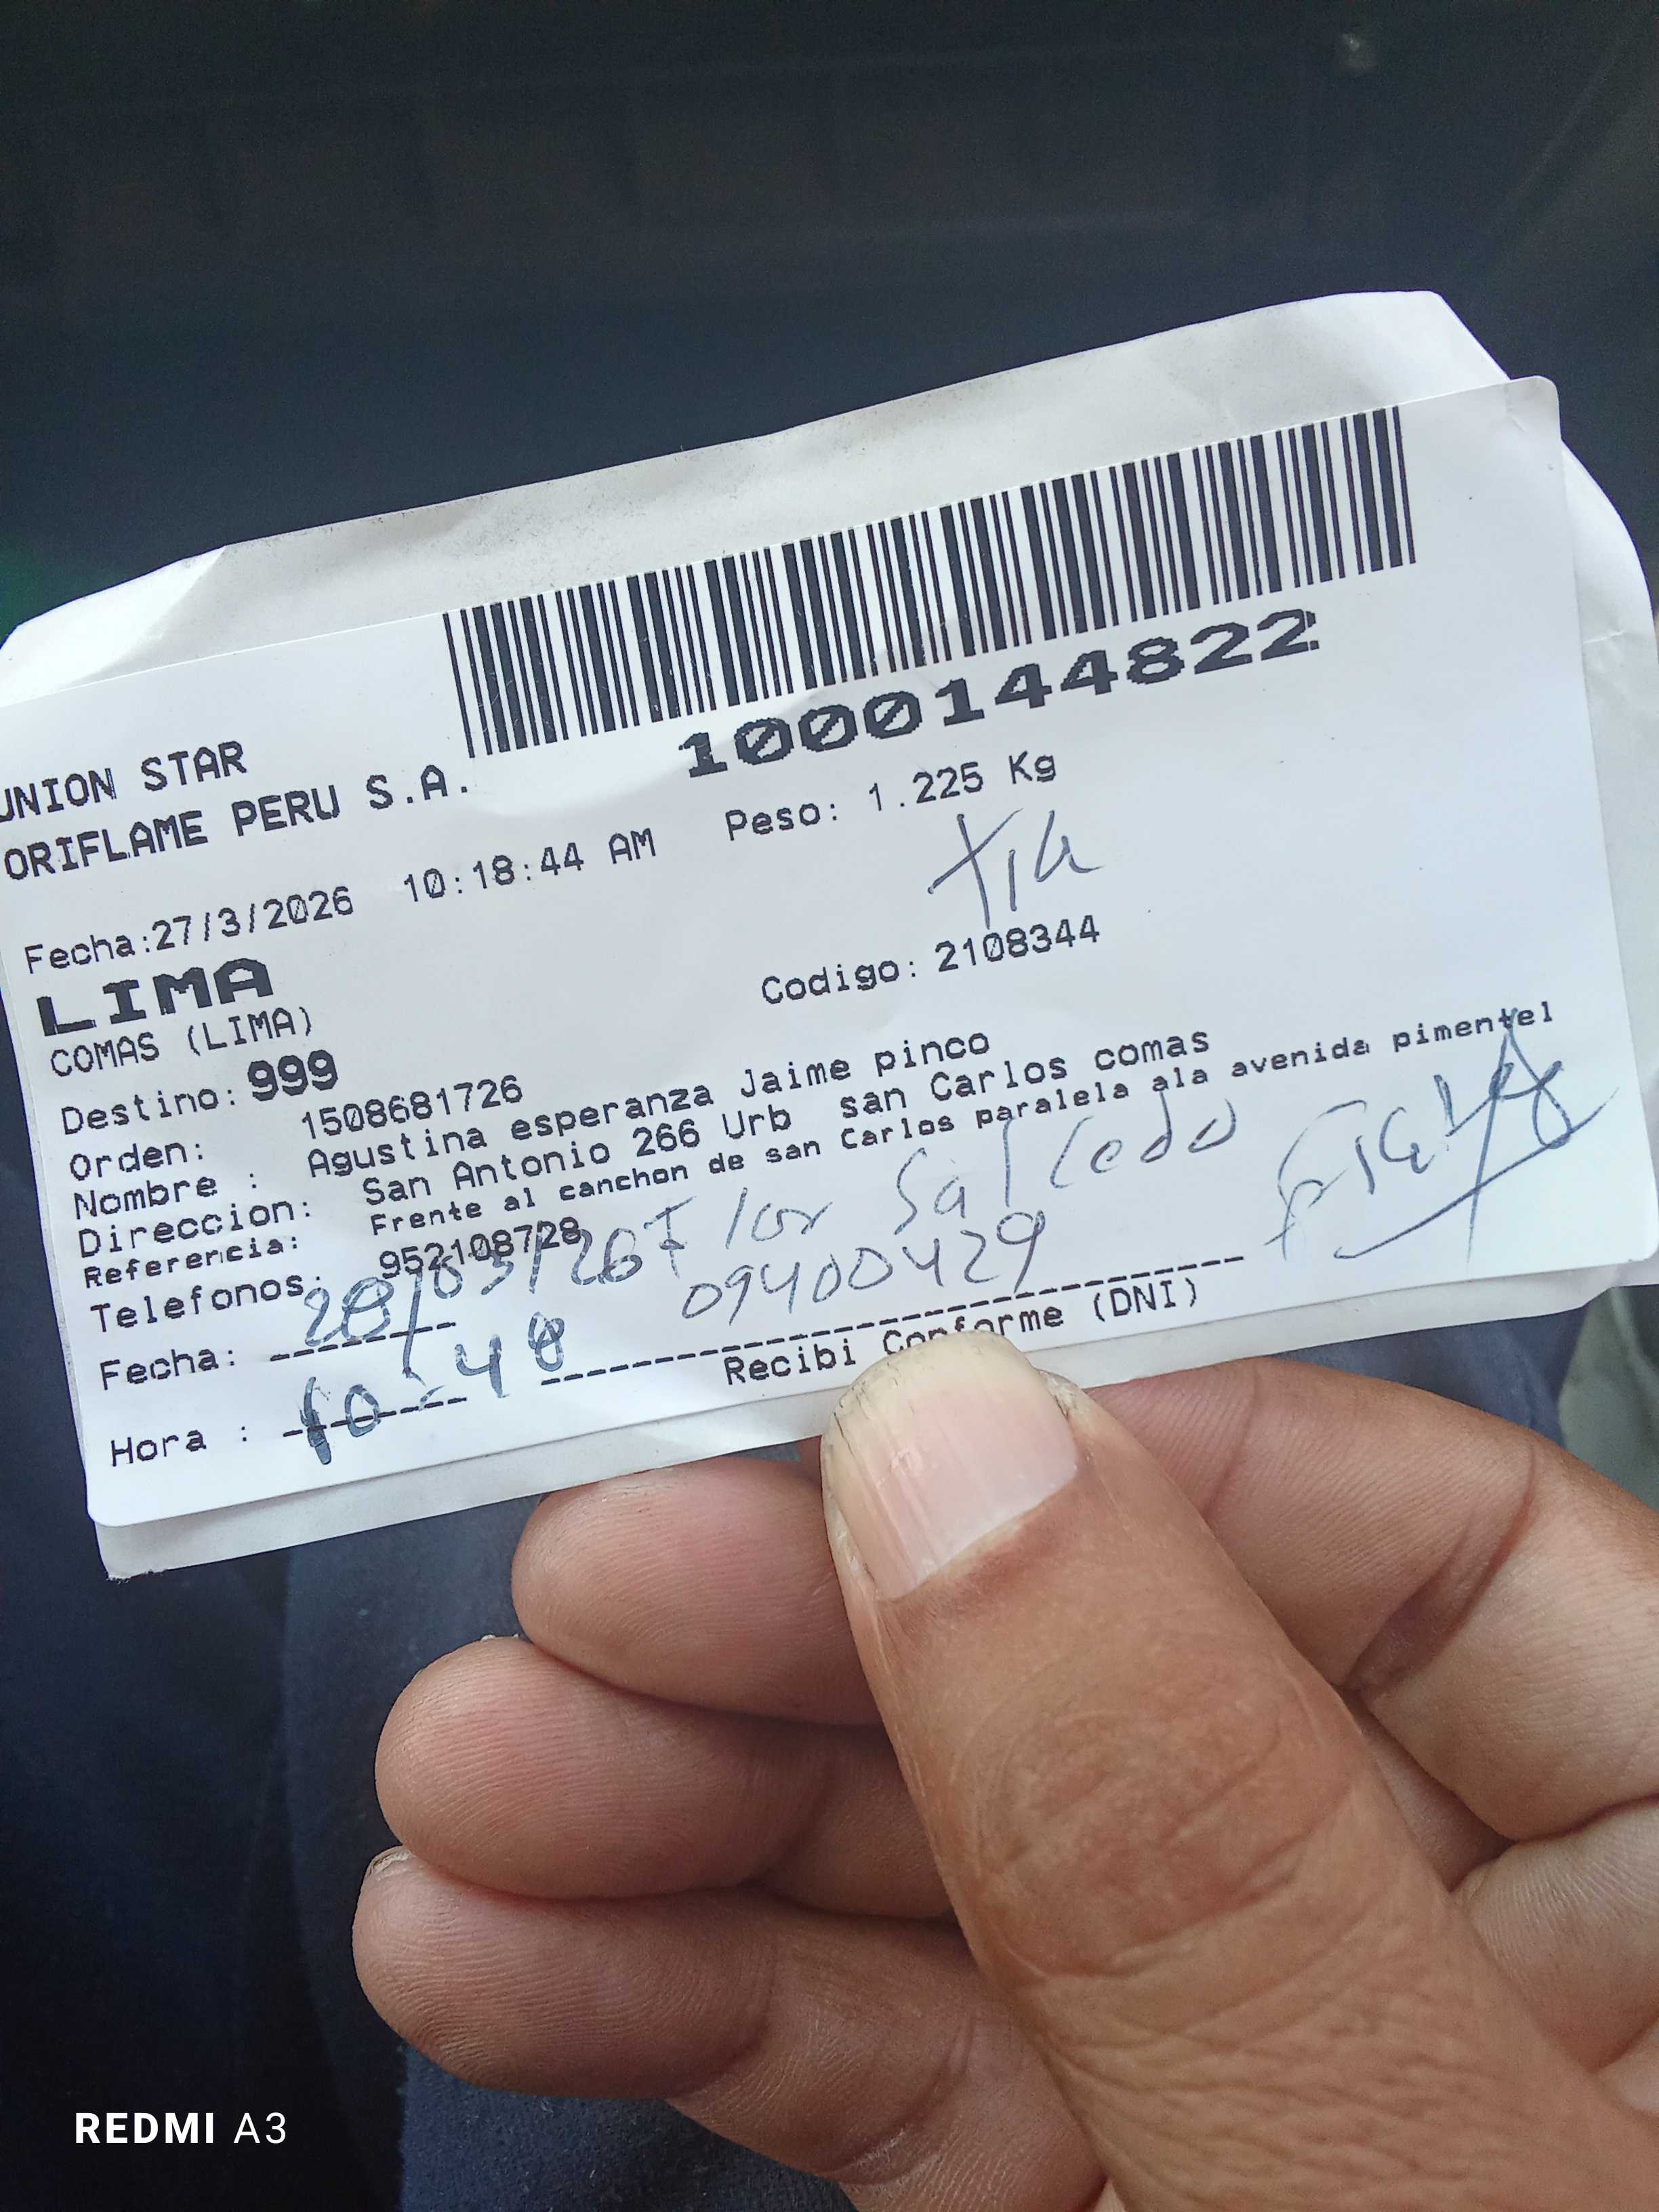 1000144822
UNION STAR
ORIFLAME PERU S.A.
Fecha:27/3/2026 10:18:44 AM Peso: 1.225 Kg
LIMA
COMAS (LIMA) Codigo: 2108344
Destino: 999
Orden: 1508681726
Nombre : Agustina esperanza Jaime pinco
Direccion: San Antonio 266 Urb san Carlos comas
Referencia: Frente al canchon de san Carlos paralela ala avenida pimentel
Telefonos: 952108728
Flor Salcedo
Fecha: 28/03/26 09400429
Hora : 10:40
Recibi Conforme (DNI)
REDMI A3